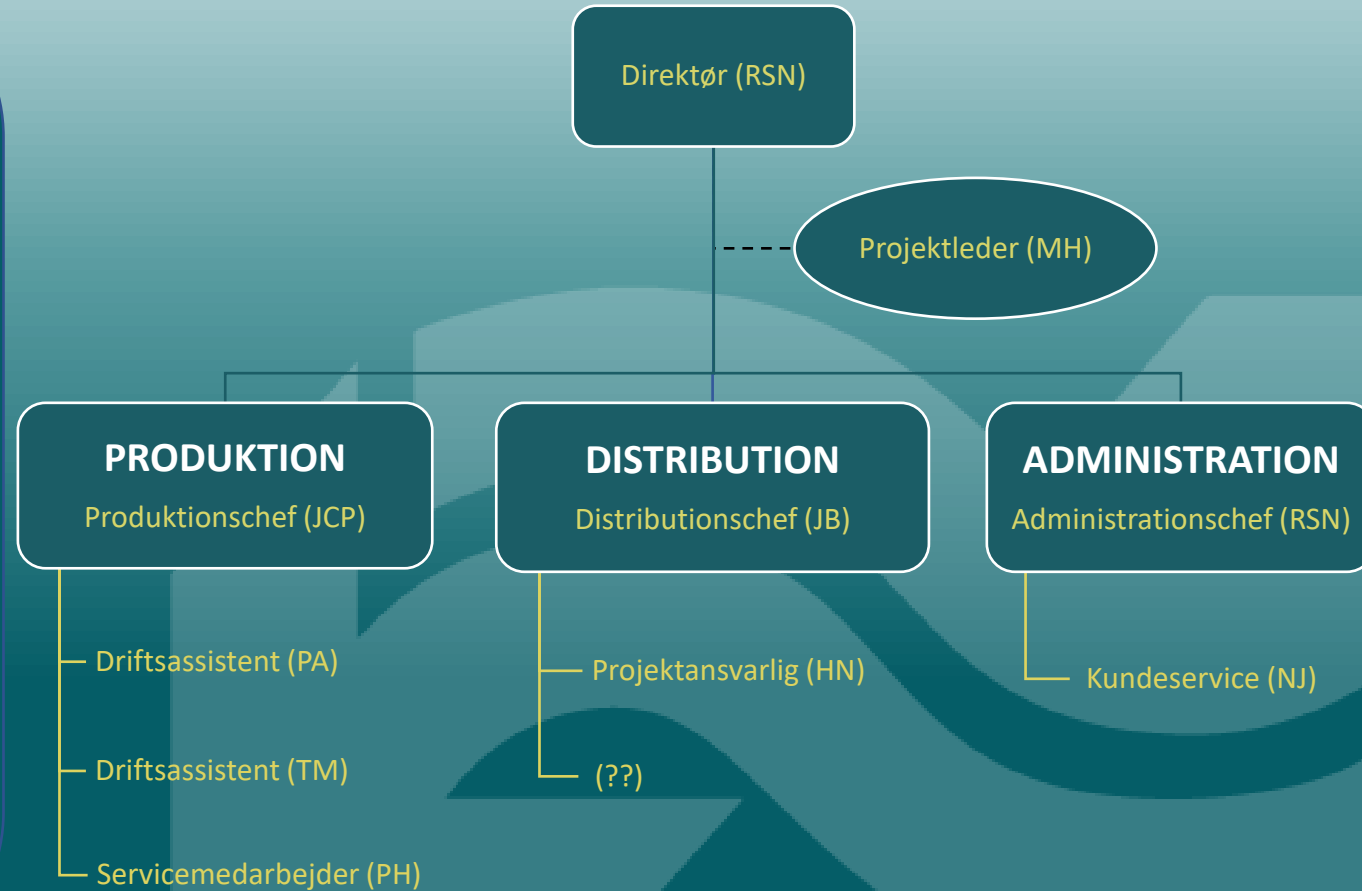 Direktør (RSN)
Projektleder (MH)
PRODUKTION
Produktionschef (JCP)
Driftsassistent (PA)
Driftsassistent (TM)
Servicemedarbejder (PH)
DISTRIBUTION
Distributionschef (JB)
Projektansvarlig (HN)
(??)
ADMINISTRATION
Administrationschef (RSN)
Kundeservice (NJ)